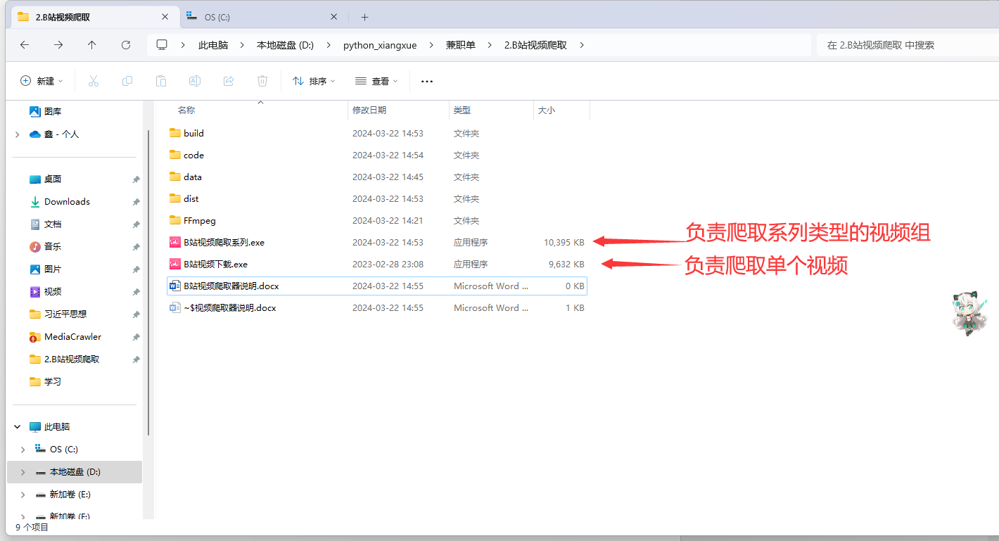 2.B站视频爬取
OS (C:)
此电脑 本地磁盘 (D:) python_xiangxue 兼职单 2.B站视频爬取
在 2.B站视频爬取 中搜索
新建
排序
查看
图库
鑫 - 个人
桌面
Downloads
文档
音乐
图片
视频
习近平思想
MediaCrawler
2.B站视频爬取
学习
此电脑
OS (C:)
本地磁盘 (D:)
新加卷 (E:)
新加卷 (F:)
名称 修改日期 类型 大小
build 2024-03-22 14:53 文件夹
code 2024-03-22 14:54 文件夹
data 2024-03-22 14:45 文件夹
dist 2024-03-22 14:53 文件夹
FFmpeg 2024-03-22 14:21 文件夹
B站视频爬取系列.exe 2024-03-22 14:53 应用程序 10,395 KB
负责爬取系列类型的视频组
B站视频下载.exe 2023-02-28 23:08 应用程序 9,632 KB
负责爬取单个视频
B站视频爬取器说明.docx 2024-03-22 14:55 Microsoft Word ... 0 KB
~$视频爬取器说明.docx 2024-03-22 14:55 Microsoft Word ... 1 KB
9 个项目